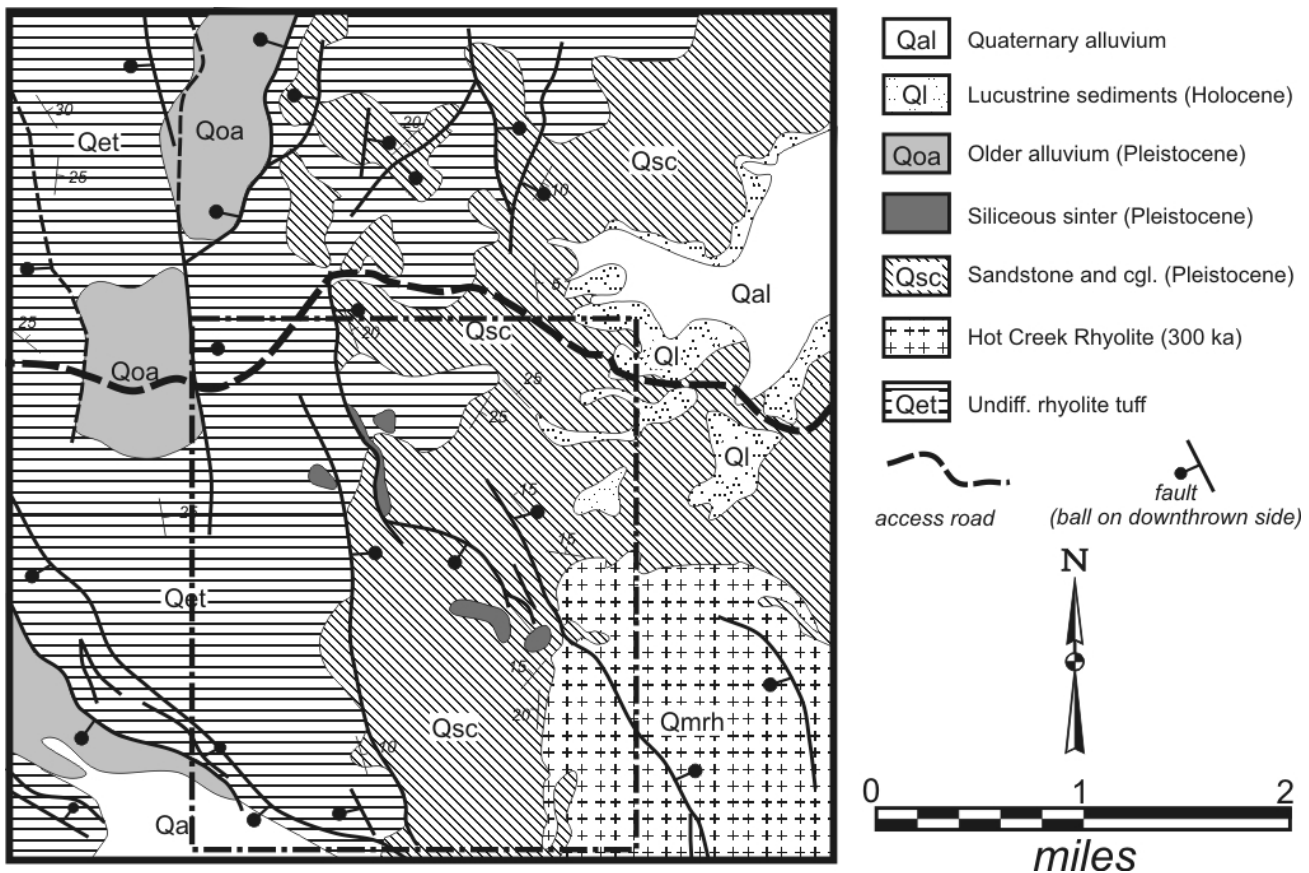 30
Qet
25
Qoa
20
Qsc
10
Qal
25
Qoa
20
Qsc
6
Ql
25
25
Ql
25
15
15
Qet
15
20
Qsc
Qmrh
10
Qa
Qal Quaternary alluvium
Ql Lucustrine sediments (Holocene)
Qoa Older alluvium (Pleistocene)
Siliceous sinter (Pleistocene)
Qsc Sandstone and cgl. (Pleistocene)
Hot Creek Rhyolite (300 ka)
Qet Undiff. rhyolite tuff
access road
fault
(ball on downthrown side)
N
0 1 2
miles